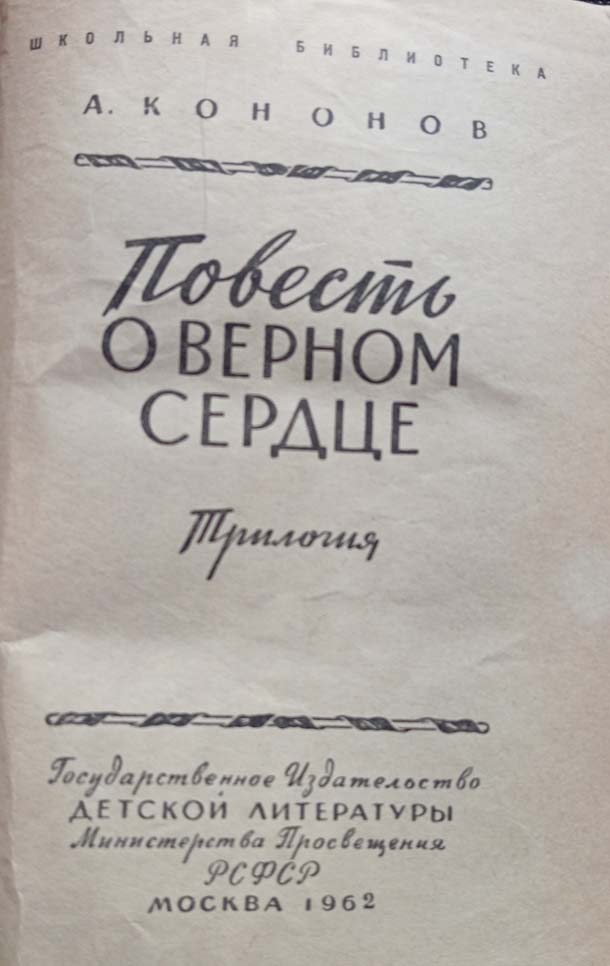 ШКОЛЬНАЯ БИБЛИОТЕКА
А. КОНОНОВ
Повесть
О ВЕРНОМ
СЕРДЦЕ
Трилогия
Государственное Издательство
ДЕТСКОЙ ЛИТЕРАТУРЫ
Министерства Просвещения
РСФСР
МОСКВА 1962